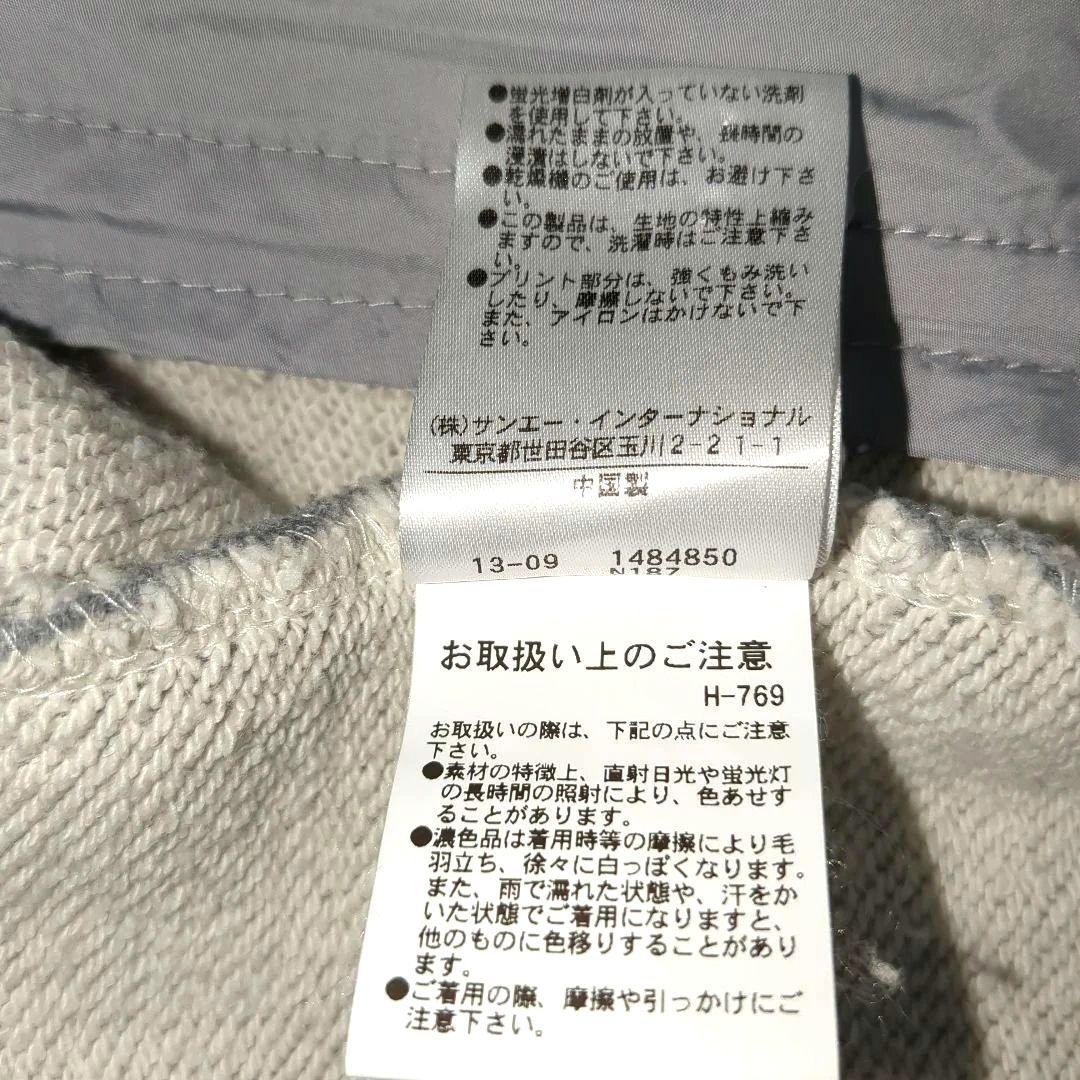 ●蛍光増白剤が入っていない洗剤
を使用して下さい。
●濡れたままの放置や、長時間の
浸漬はしないで下さい。
●乾燥機のご使用は、お避け下さ
い。
●この製品は、生地の特性上縮み
ますので、洗濯時はご注意下さ
い。
●プリント部分は、強くもみ洗い
したり、摩擦しないで下さい。
また、アイロンはかけないで下
さい。
(株)サンエー・インターナショナル
東京都世田谷区玉川2-21-1
中国製
13-09 1484850
N187
お取扱い上のご注意
H-769
お取扱いの際は、下記の点にご注意
下さい。
●素材の特徴上、直射日光や蛍光灯
の長時間の照射により、色あせす
ることがあります。
●濃色品は着用時等の摩擦により毛
羽立ち、徐々に白っぽくなります。
また、雨で濡れた状態や、汗をか
いた状態でご着用になりますと、
他のものに色移りすることがあり
ます。
●ご着用の際、摩擦や引っかけにご
注意下さい。